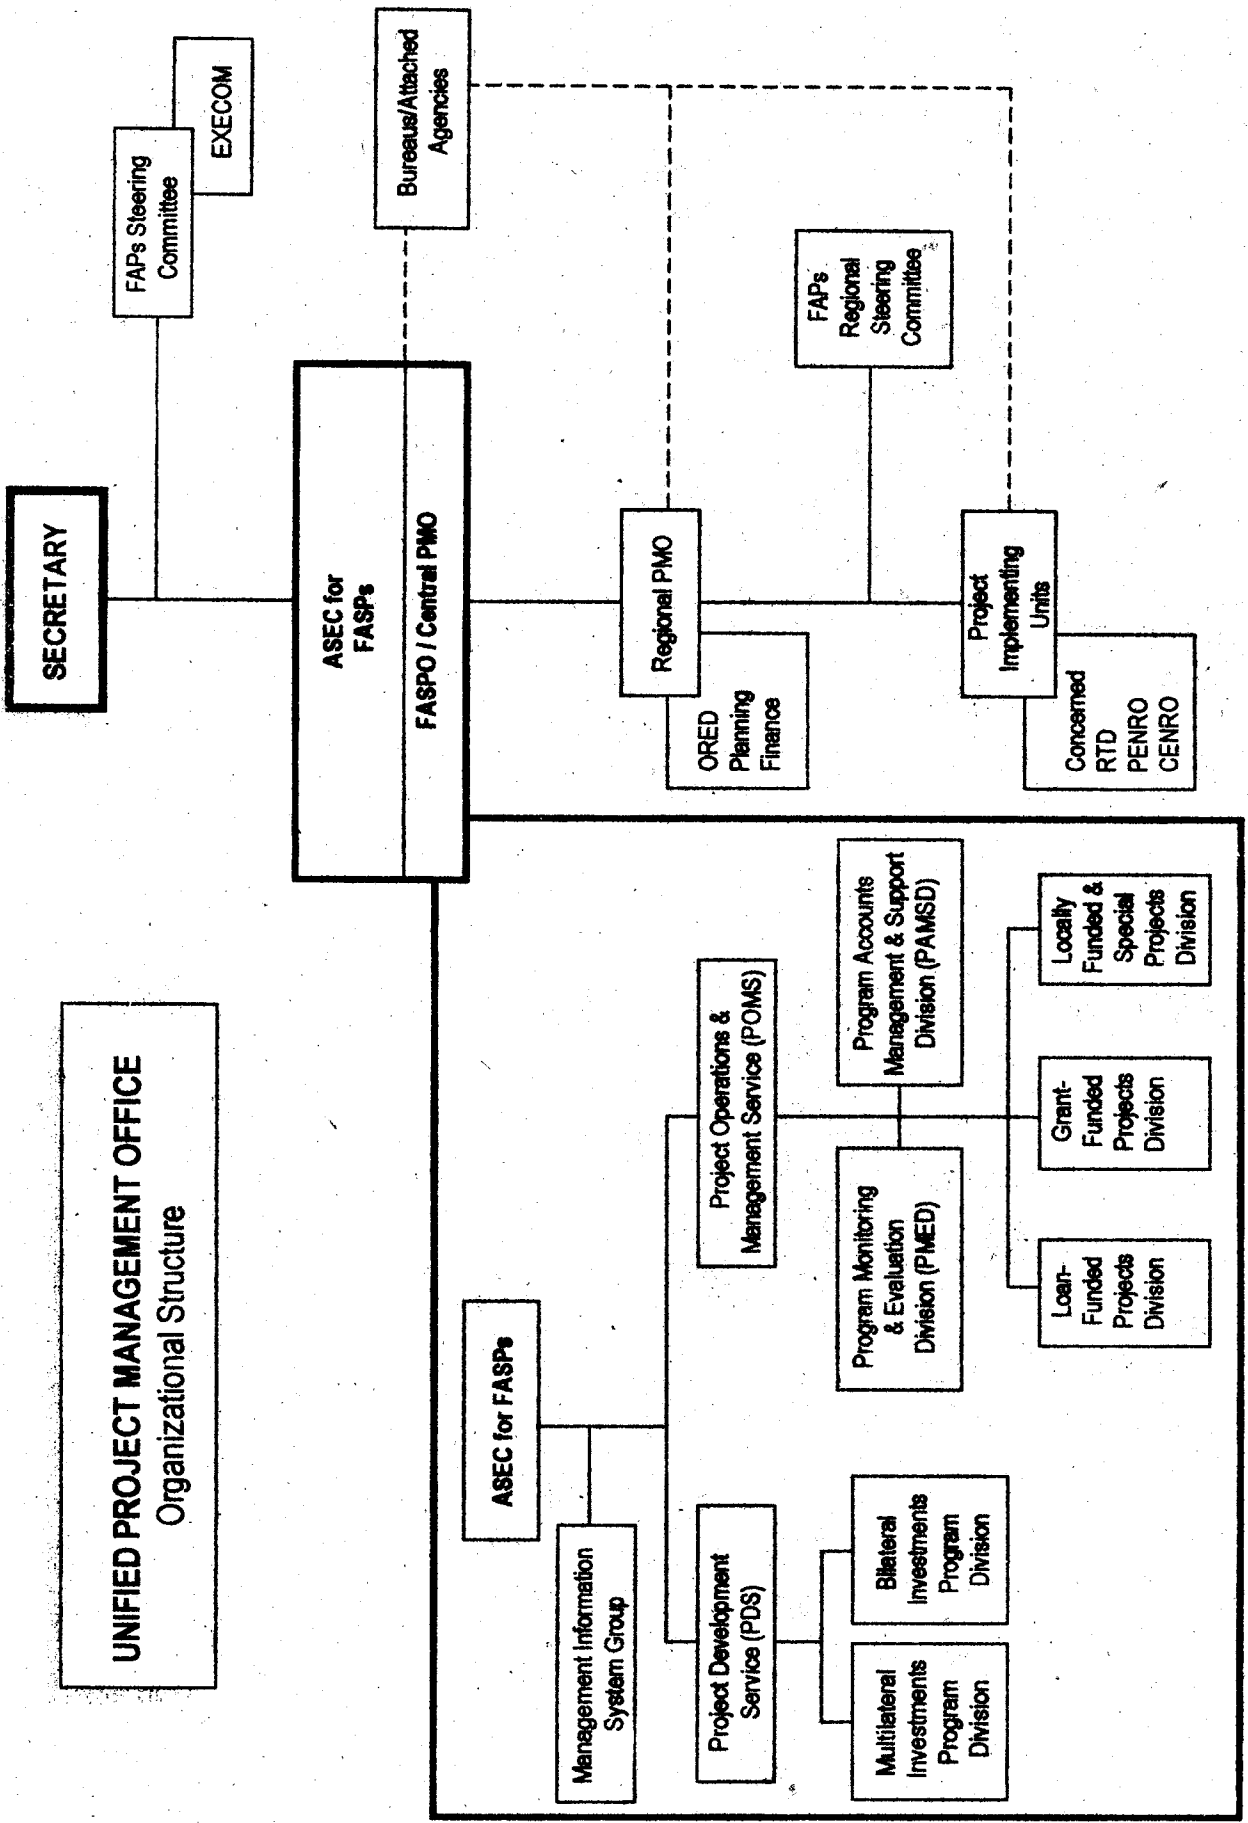 UNIFIED PROJECT MANAGEMENT OFFICE
Organizational Structure
SECRETARY
FAPs Steering
Committee
EXECOM
ASEC for
FASPs
FASPO / Central PMO
Bureaus/Attached
Agencies
Regional PMO
ORED
Planning
Finance
FAPs
Regional
Steering
Committee
Project
Implementing
Units
Concerned
RTD
PENRO
CENRO
ASEC for FASPs
Management Information
System Group
Project Development
Service (PDS)
Project Operations &
Management Service (POMS)
Multilateral
Investments
Program
Division
Bilateral
Investments
Program
Division
Program Monitoring
& Evaluation
Division (PMED)
Program Accounts
Management & Support
Division (PAMSD)
Loan-
Funded
Projects
Division
Grant-
Funded
Projects
Division
Locally
Funded &
Special
Projects
Division